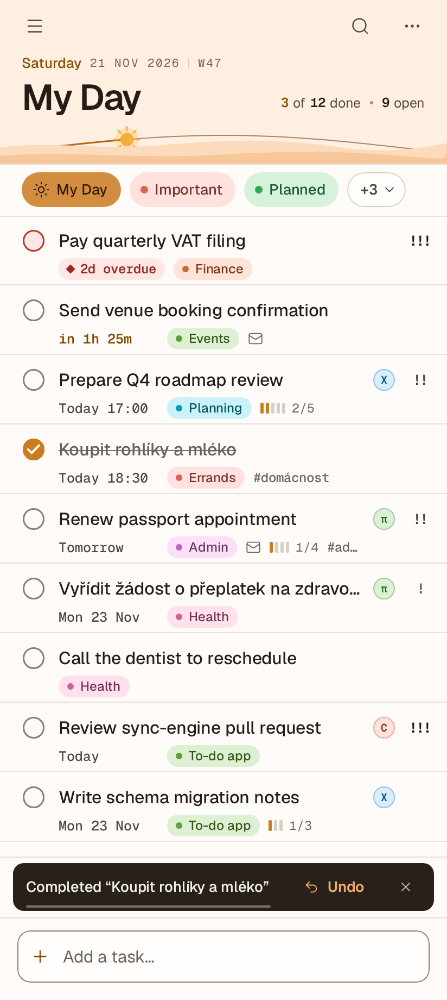 Saturday 21 NOV 2026 | W47
My Day
3 of 12 done • 9 open
My Day Important Planned +3
Pay quarterly VAT filing !!!
2d overdue Finance
Send venue booking confirmation
in 1h 25m Events
Prepare Q4 roadmap review X !!
Today 17:00 Planning 2/5
Koupit rohlíky a mléko
Today 18:30 Errands #domácnost
Renew passport appointment π !!
Tomorrow Admin 1/4 #ad…
Vyřídit žádost o přeplatek na zdravo… π !
Mon 23 Nov Health
Call the dentist to reschedule
Health
Review sync-engine pull request C !!!
Today To-do app
Write schema migration notes X
Mon 23 Nov To-do app 1/3
Completed “Koupit rohlíky a mléko” Undo
Add a task…